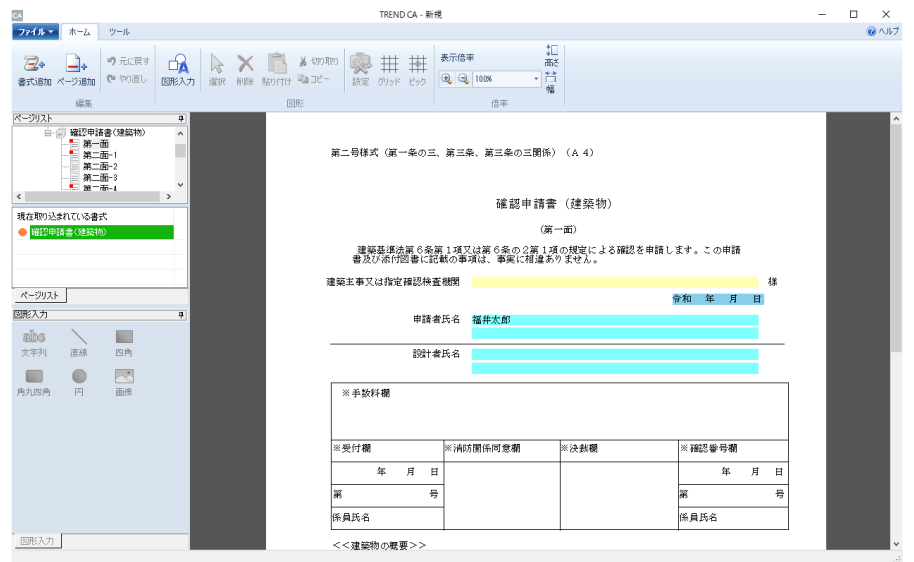 CA
TREND CA - 新規
ファイル
ホーム
ツール
ヘルプ
書式追加
ページ追加
元に戻す
やり直し
編集
図形入力
選択
削除
貼り付け
切り取り
コピー
図形
設定
グリッド
ピック
表示倍率
100%
高さ
幅
倍率
ページリスト
確認申請書(建築物)
第一面
第二面-1
第二面-2
第二面-3
第二面-4
現在取り込まれている書式
確認申請書(建築物)
ページリスト
図形入力
abc
文字列
直線
四角
角丸四角
円
画像
図形入力
第二号様式（第一条の三、第三条、第三条の三関係）（A4）
確認申請書（建築物）
（第一面）
建築基準法第６条第１項又は第６条の２第１項の規定による確認を申請します。この申請
書及び添付図書に記載の事項は、事実に相違ありません。
建築主事又は指定確認検査機関 様
令和 年 月 日
申請者氏名 福井太郎
設計者氏名
※手数料欄
※受付欄 ※消防関係同意欄 ※決裁欄 ※確認番号欄
年 月 日 年 月 日
第 号 第 号
係員氏名 係員氏名
<<建築物の概要>>